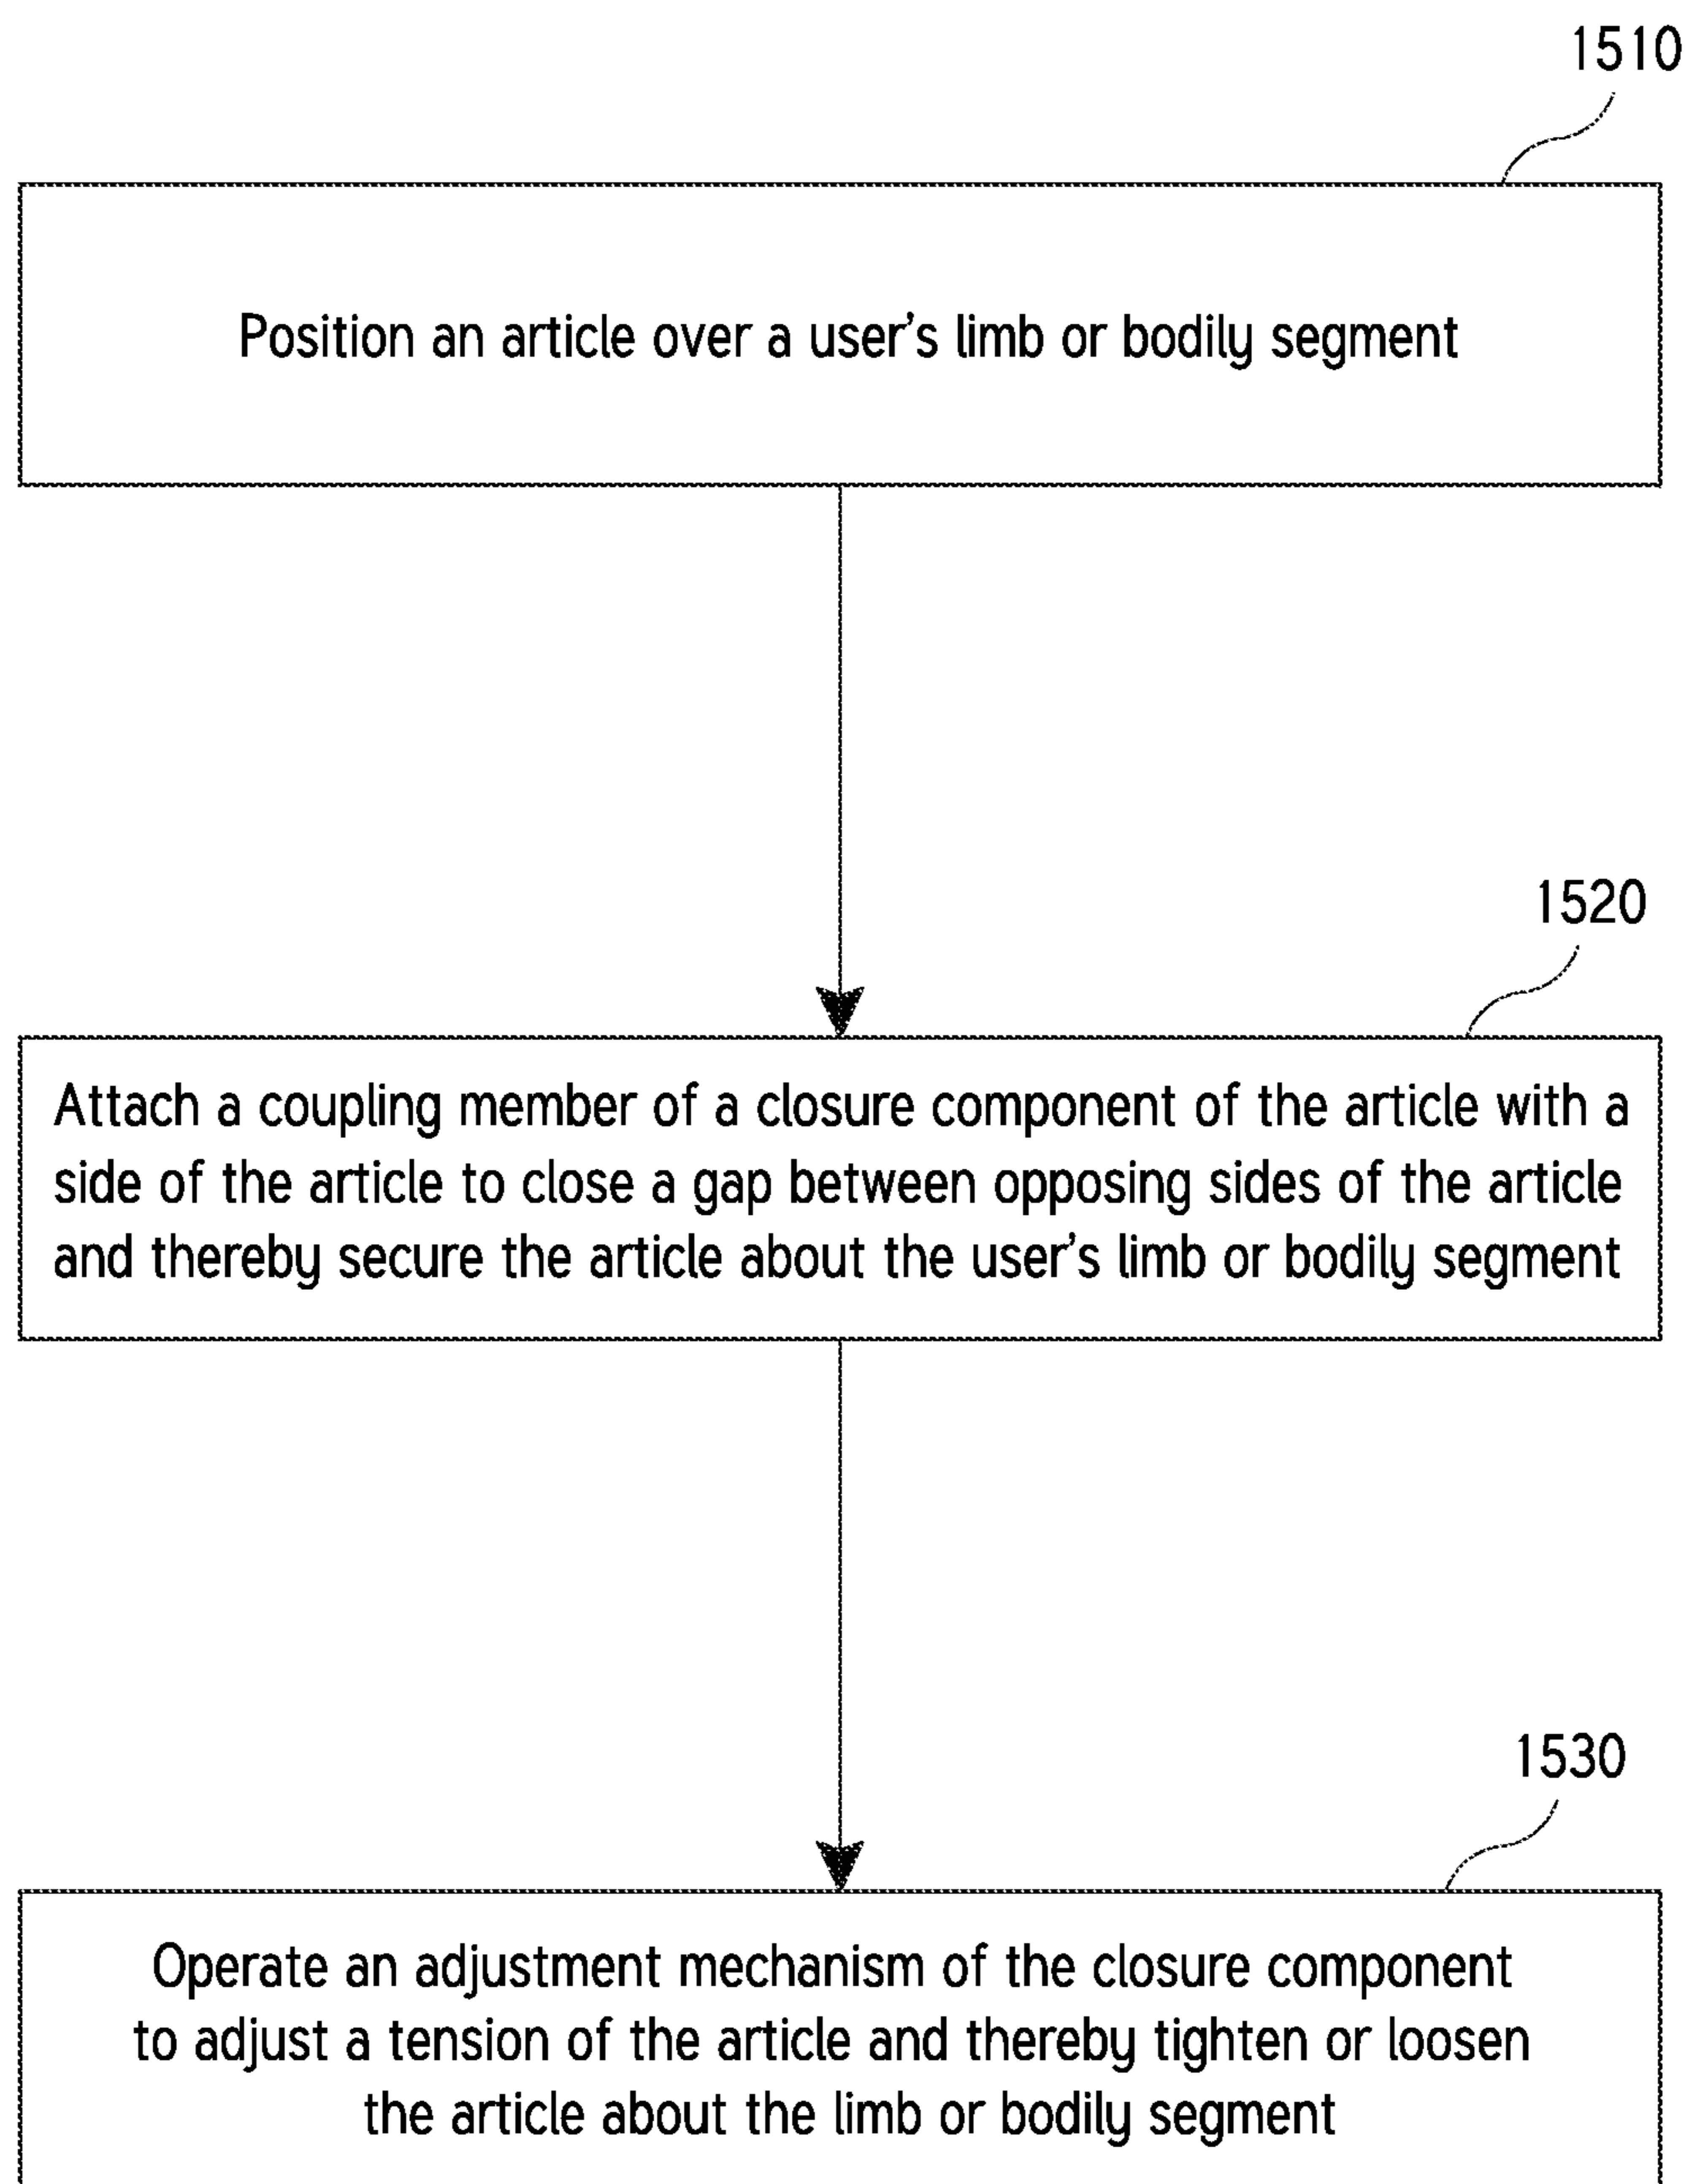 1510
Position an article over a user's limb or bodily segment
1520
Attach a coupling member of a closure component of the article with a
side of the article to close a gap between opposing sides of the article
and thereby secure the article about the user's limb or bodily segment
1530
Operate an adjustment mechanism of the closure component
to adjust a tension of the article and thereby tighten or loosen
the article about the limb or bodily segment